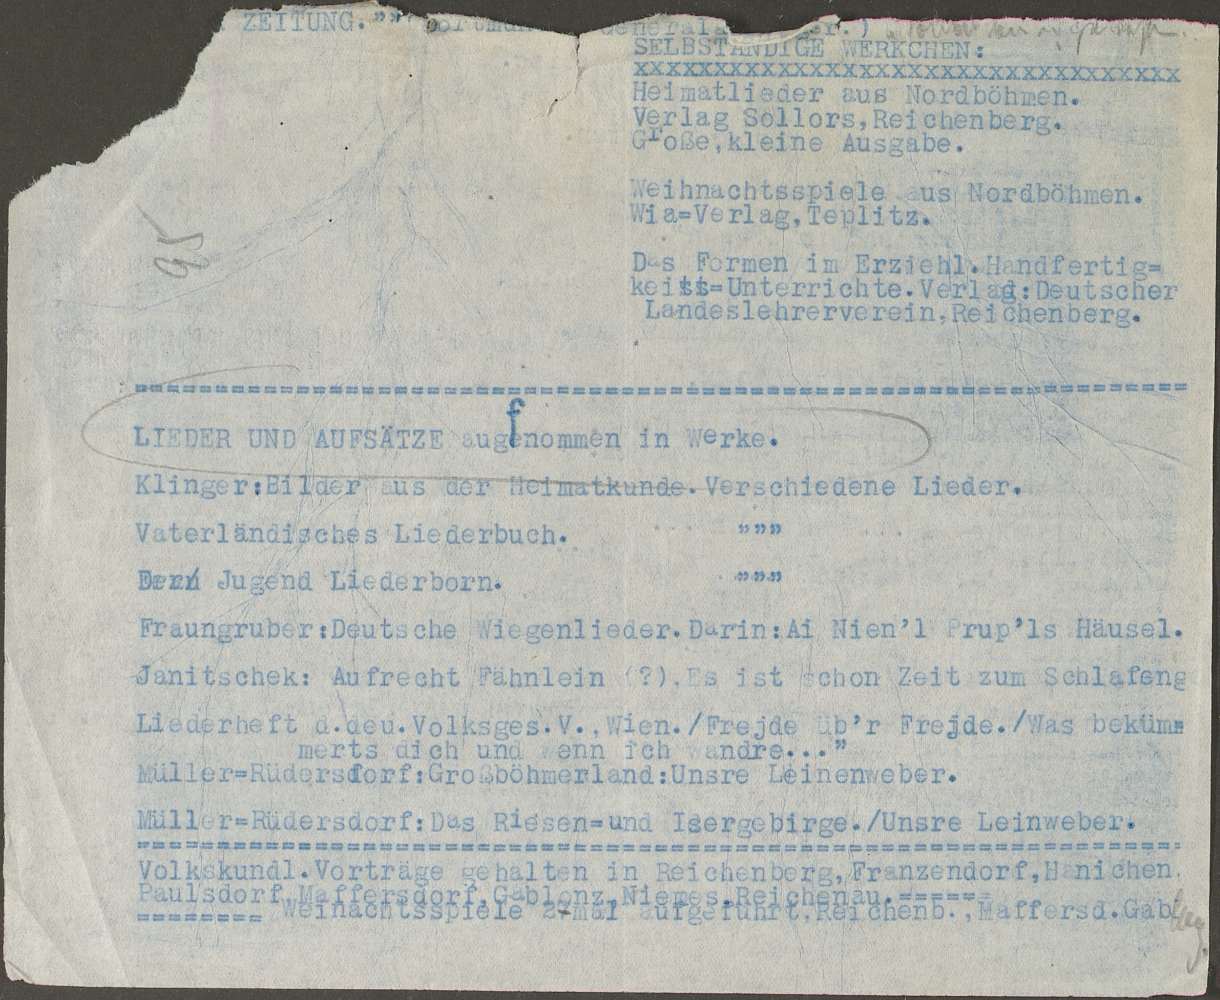 ZEITUNG."" 
SELBSTÄNDIGE WERKCHEN:
xxxxxxxxxxxxxxxxxxxxxxxxxxxxxxxxxx
Heimatlieder aus Nordböhmen.
Verlag Sollors,Reichenberg.
Große,kleine Ausgabe.
Weihnachtsspiele aus Nordböhmen.
Wia=Verlag,Teplitz.
95
Das Formen im Erziehl.Handfertig=
keits=Unterrichte.Verlag:Deutscher
Landeslehrerverein,Reichenberg.
==================================================================
LIEDER UND AUFSÄTZE aufgenommen in Werke.
Klinger:Bilder aus der Heimatkunde.Verschiedene Lieder.
Vaterländisches Liederbuch. """
Jugend Liederborn. """
Fraungruber:Deutsche Wiegenlieder.Darin:Ai Nien'l Prup'ls Häusel.
Janitschek: Aufrecht Fähnlein (?),Es ist schon Zeit zum Schlafeng
Liederheft d.deu.Volksges.V.,Wien./Frejde üb'r Frejde./Was beküm=
merts dich und wenn ich wandre..."
Müller=Rüdersdorf:Großböhmerland:Unsre Leinenweber.
Müller=Rüdersdorf:Das Riesen=und Isergebirge./Unsre Leinweber.
==================================================================
Volkskundl.Vorträge gehalten in Reichenberg,Franzendorf,Hanichen,
Paulsdorf,Maffersdorf,Gablonz,Niemes,Reichenau.======
======== Weinachtsspiele 2-mal aufgeführt,Reichenb.,Maffersd.Gab